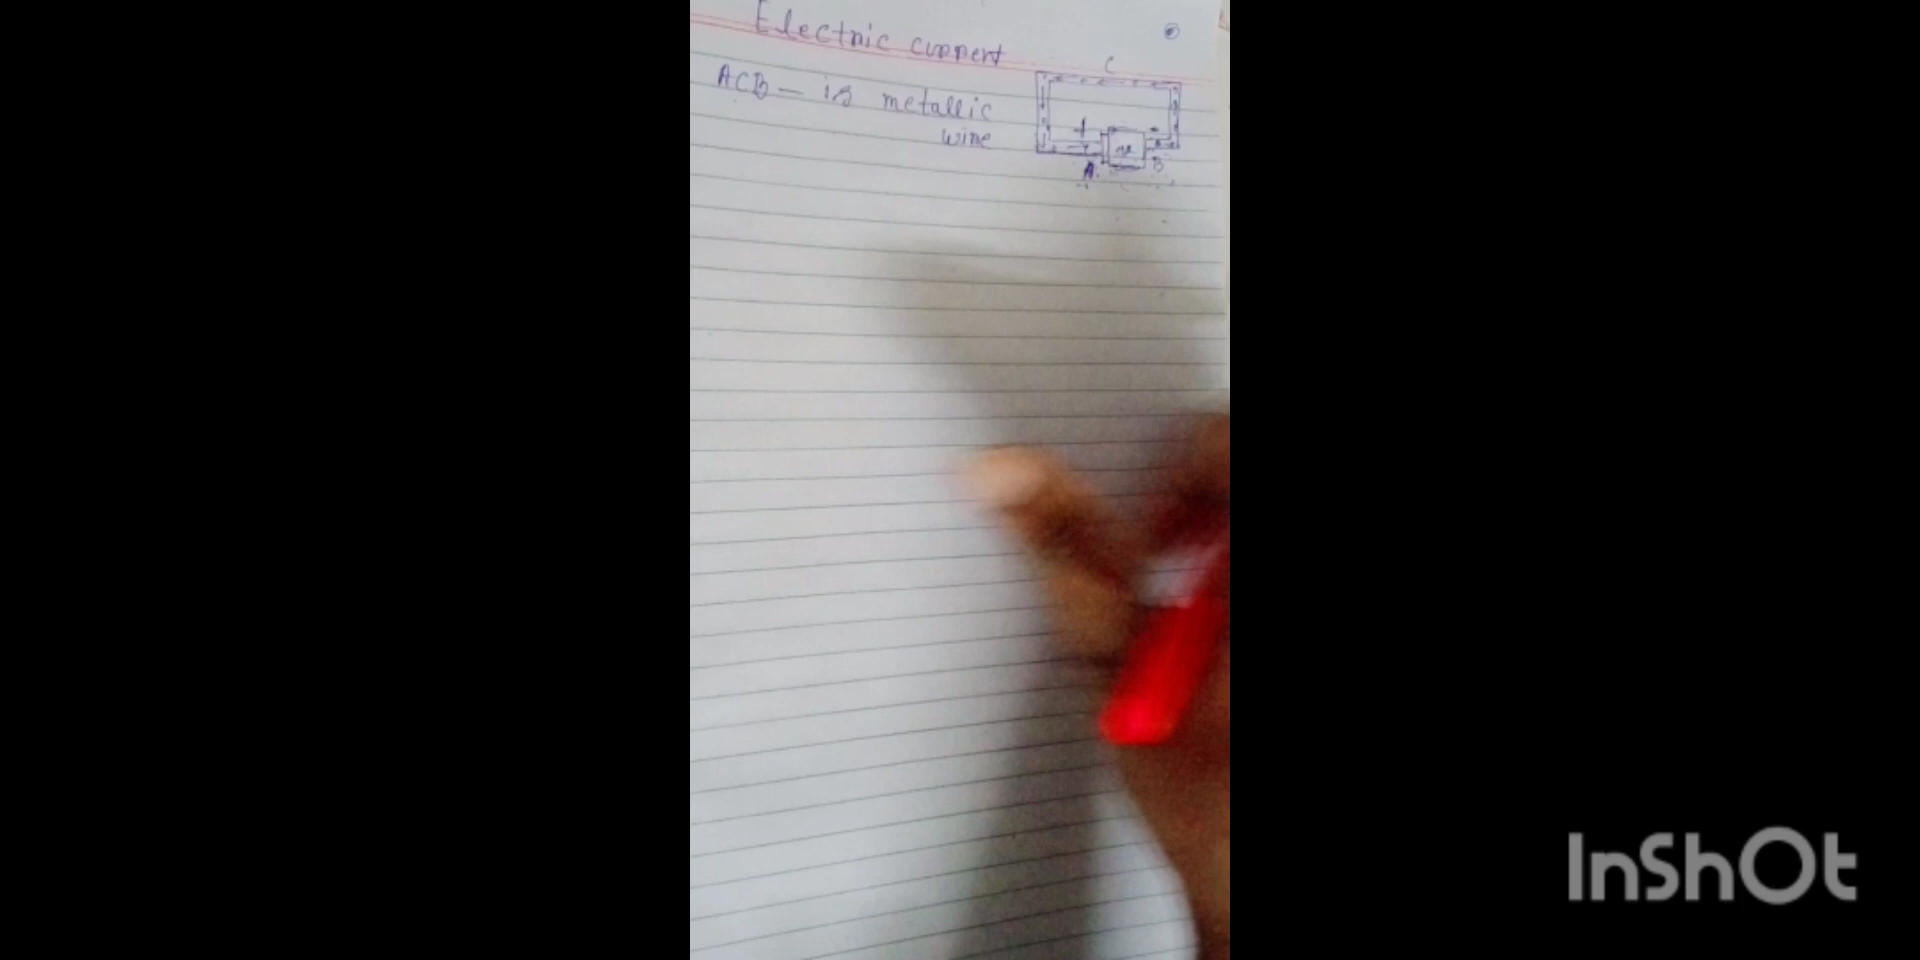 Electric current
C
ACB – is metallic
wire
+
A
B
InShOt